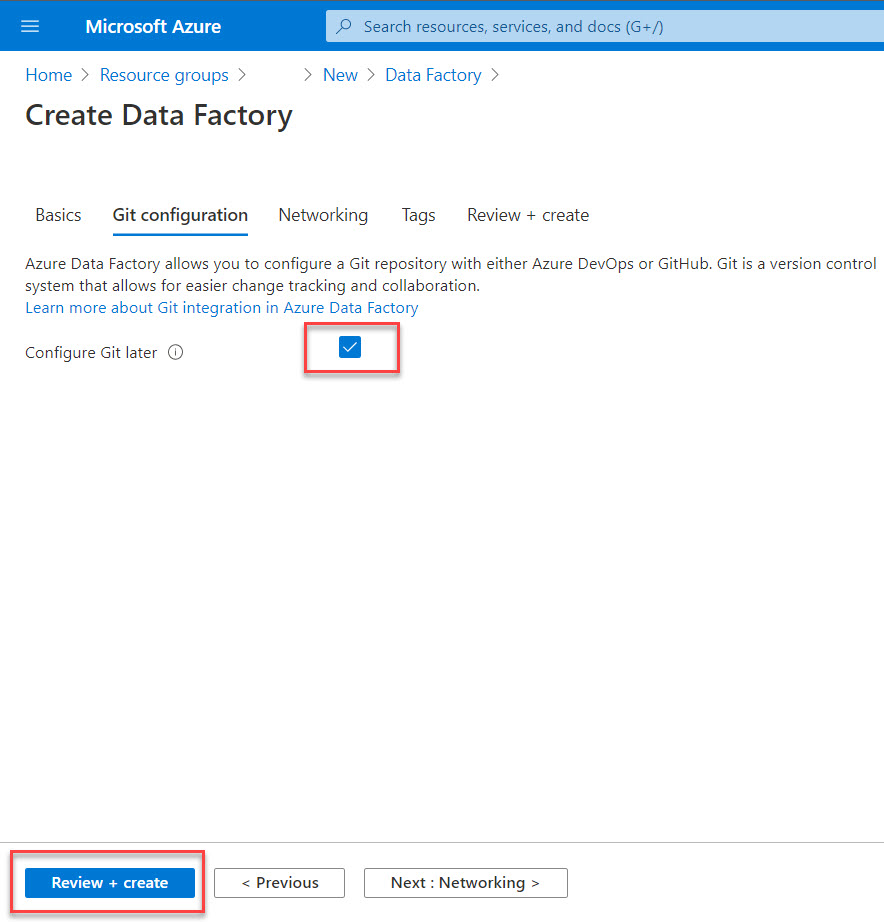 Microsoft Azure
Search resources, services, and docs (G+/)
Home > Resource groups > > New > Data Factory >
Create Data Factory
Basics Git configuration Networking Tags Review + create
Azure Data Factory allows you to configure a Git repository with either Azure DevOps or GitHub. Git is a version control
system that allows for easier change tracking and collaboration.
Learn more about Git integration in Azure Data Factory
Configure Git later
Review + create < Previous Next : Networking >